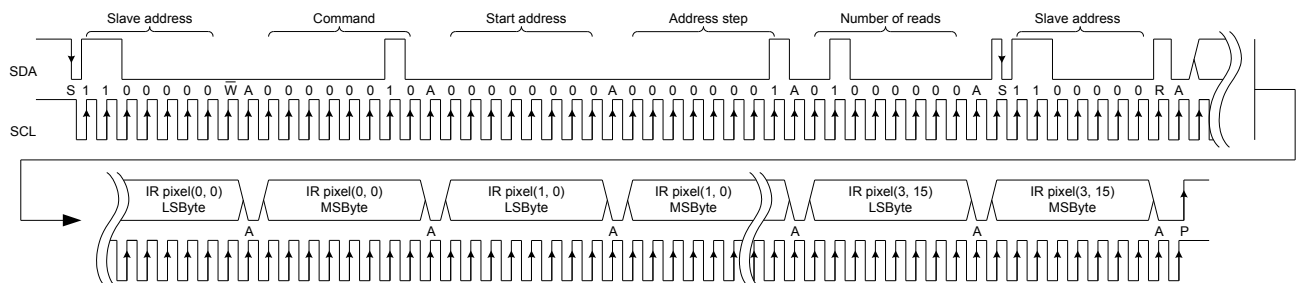 Slave address Command Start address Address step Number of reads Slave address
SDA
S 1 1 0 0 0 0 0 W̅ A 0 0 0 0 0 0 1 0 A 0 0 0 0 0 0 0 0 A 0 0 0 0 0 0 0 1 A 0 1 0 0 0 0 0 0 A S 1 1 0 0 0 0 0 R A
SCL
IR pixel(0, 0) IR pixel(0, 0) IR pixel(1, 0) IR pixel(1, 0) IR pixel(3, 15) IR pixel(3, 15)
LSByte MSByte LSByte MSByte LSByte MSByte
A A A A A A P